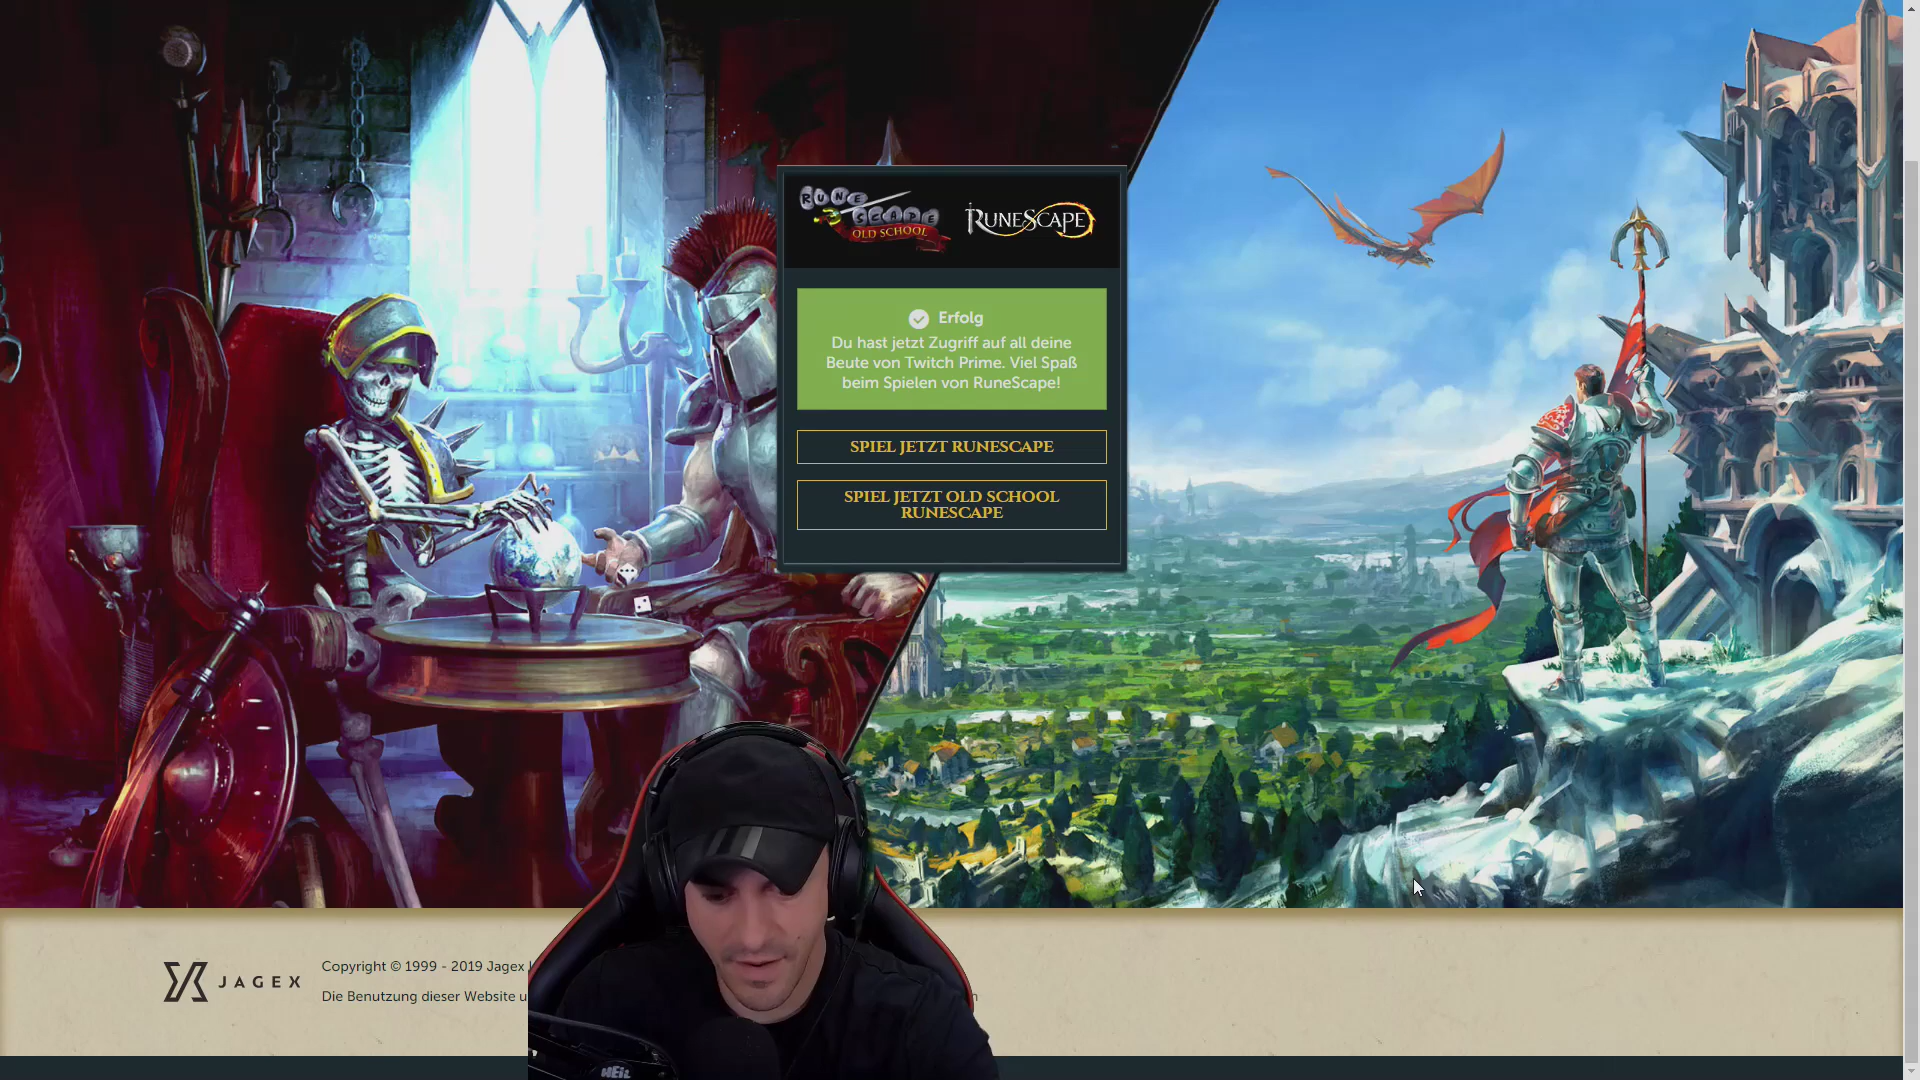 RUNE
SCAPE
OLD SCHOOL
RUNESCAPE
Erfolg
Du hast jetzt Zugriff auf all deine
Beute von Twitch Prime. Viel Spaß
beim Spielen von RuneScape!
SPIEL JETZT RUNESCAPE
SPIEL JETZT OLD SCHOOL
RUNESCAPE
JAGEX
Copyright © 1999 - 2019 Jagex
Die Benutzung dieser Website